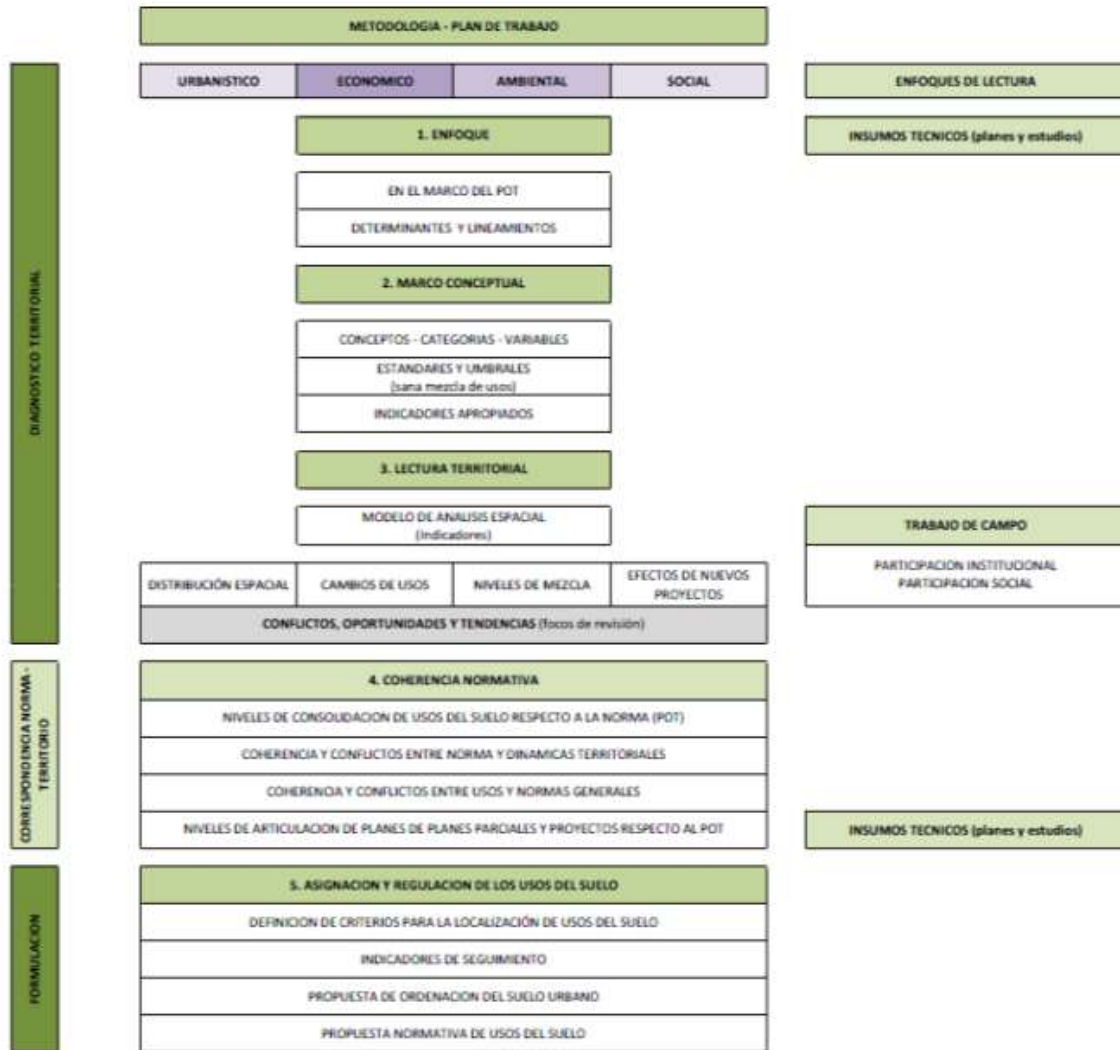 METODOLOGIA - PLAN DE TRABAJO
URBANISTICO
ECONOMICO
AMBIENTAL
SOCIAL
ENFOQUES DE LECTURA
DIAGNOSTICO TERRITORIAL
1. ENFOQUE
INSUMOS TECNICOS (planes y estudios)
EN EL MARCO DEL POT
DETERMINANTES Y LINEAMIENTOS
2. MARCO CONCEPTUAL
CONCEPTOS - CATEGORIAS - VARIABLES
ESTANDARES Y UMBRALES
(sana mezcla de usos)
INDICADORES APROPIADOS
3. LECTURA TERRITORIAL
MODELO DE ANALISIS ESPACIAL
(Indicadores)
TRABAJO DE CAMPO
PARTICIPACION INSTITUCIONAL
PARTICIPACION SOCIAL
DISTRIBUCIÓN ESPACIAL
CAMBIOS DE USOS
NIVELES DE MEZCLA
EFECTOS DE NUEVOS
PROYECTOS
CONFLICTOS, OPORTUNIDADES Y TENDENCIAS (focos de revisión)
CORRESPONDENCIA NORMA -
TERRITORIO
4. COHERENCIA NORMATIVA
NIVELES DE CONSOLIDACION DE USOS DEL SUELO RESPECTO A LA NORMA (POT)
COHERENCIA Y CONFLICTOS ENTRE NORMA Y DINAMICAS TERRITORIALES
COHERENCIA Y CONFLICTOS ENTRE USOS Y NORMAS GENERALES
NIVELES DE ARTICULACION DE PLANES DE PLANES PARCIALES Y PROYECTOS RESPECTO AL POT
INSUMOS TECNICOS (planes y estudios)
FORMULACION
5. ASIGNACION Y REGULACION DE LOS USOS DEL SUELO
DEFINICION DE CRITERIOS PARA LA LOCALIZACIÓN DE USOS DEL SUELO
INDICADORES DE SEGUIMIENTO
PROPUESTA DE ORDENACION DEL SUELO URBANO
PROPUESTA NORMATIVA DE USOS DEL SUELO